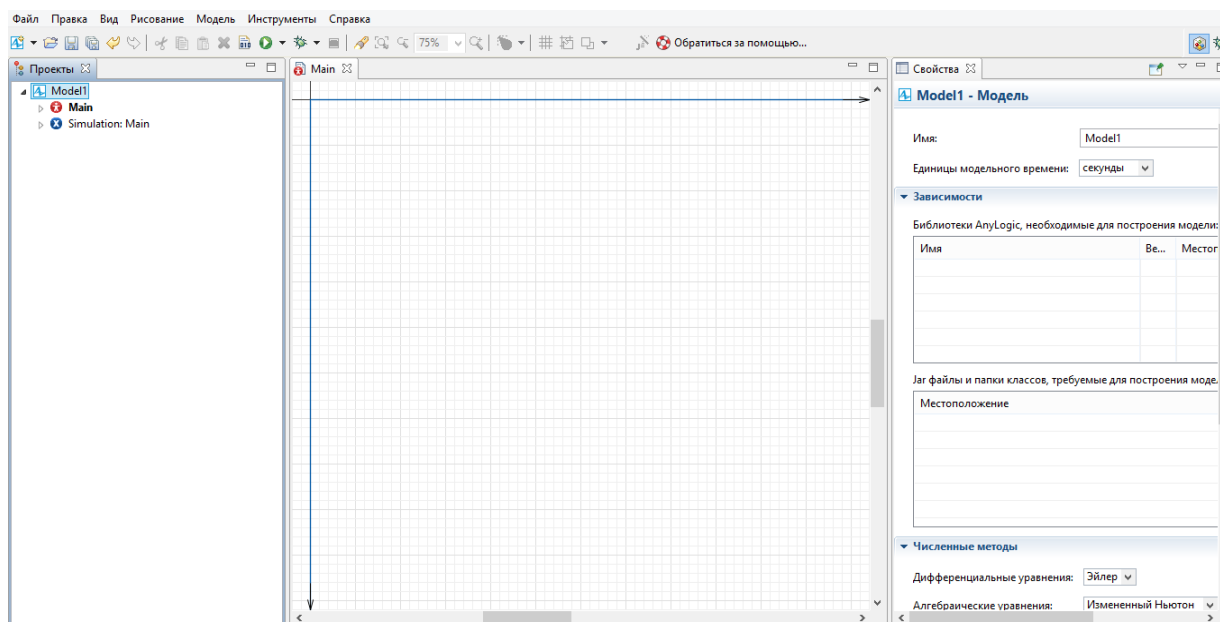 Файл Правка Вид Рисование Модель Инструменты Справка
75% Обратиться за помощью...
Проекты
Model1
Main
Simulation: Main
Main
Свойства
Model1 - Модель
Имя: Model1
Единицы модельного времени: секунды
Зависимости
Библиотеки AnyLogic, необходимые для построения модели:
Имя Ве... Местоп
Jar файлы и папки классов, требуемые для построения моде
Местоположение
Численные методы
Дифференциальные уравнения: Эйлер
Алгебраические уравнения: Измененный Ньютон